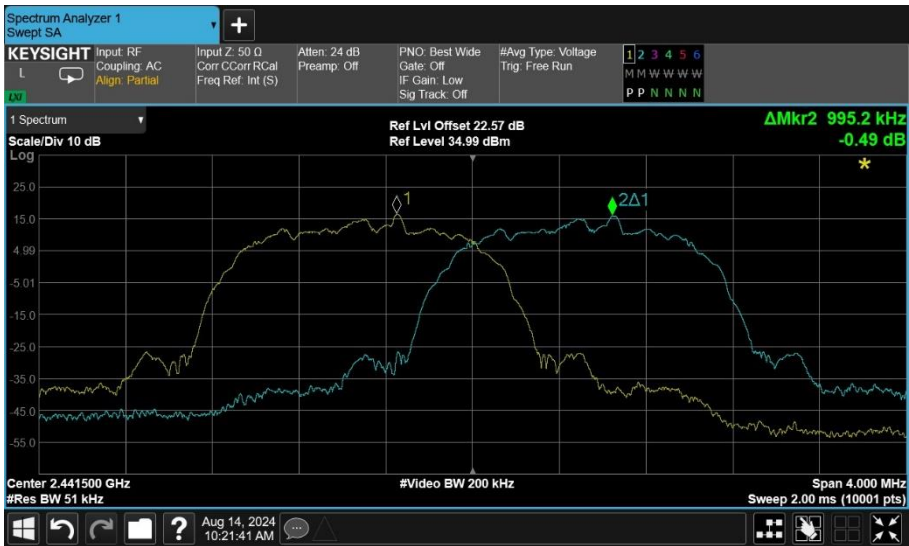 Spectrum Analyzer 1
Swept SA
+
KEYSIGHT
L
LXI
Input: RF
Coupling: AC
Align: Partial
Input Z: 50 Ω
Corr CCorr RCal
Freq Ref: Int (S)
Atten: 24 dB
Preamp: Off
PNO: Best Wide
Gate: Off
IF Gain: Low
Sig Track: Off
#Avg Type: Voltage
Trig: Free Run
1 2 3 4 5 6
M M W W W W
P P N N N N
1 Spectrum
Scale/Div 10 dB
Log
Ref Lvl Offset 22.57 dB
Ref Level 34.99 dBm
ΔMkr2 995.2 kHz
-0.49 dB
*
1
2Δ1
25.0
15.0
4.99
-5.01
-15.0
-25.0
-35.0
-45.0
-55.0
Center 2.441500 GHz
#Video BW 200 kHz
Span 4.000 MHz
#Res BW 51 kHz
Sweep 2.00 ms (10001 pts)
?
Aug 14, 2024
10:21:41 AM